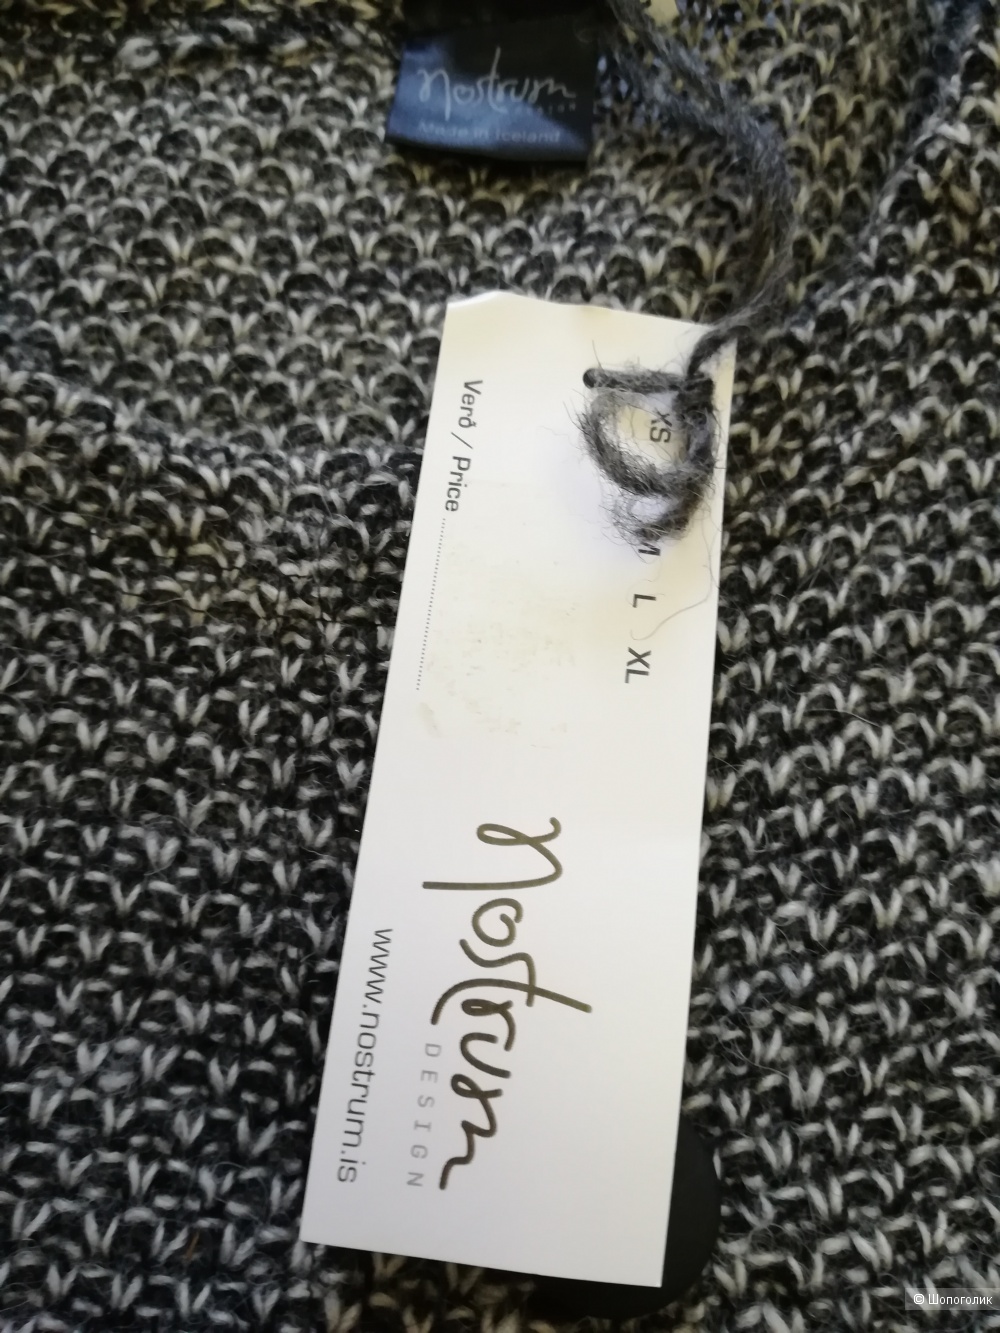 nostrum
Made in Iceland
XS M L XL
Verð / Price ..............................
nostrum
DESIGN
www.nostrum.is
© Шопоголик